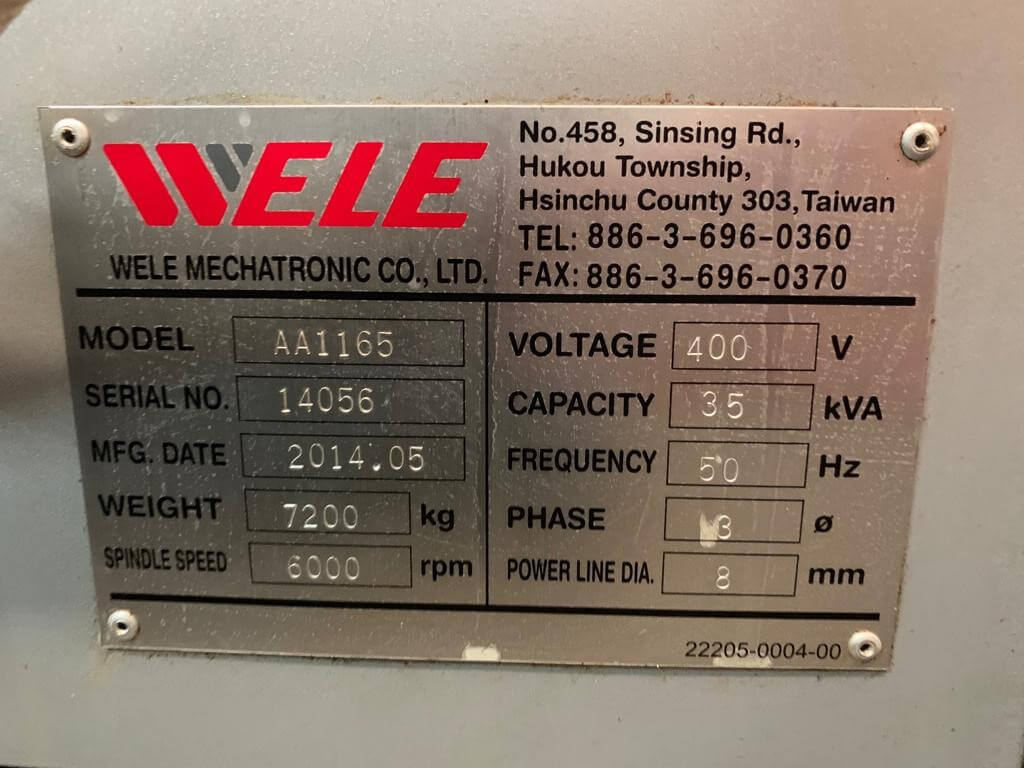 WELE
WELE MECHATRONIC CO., LTD.
No.458, Sinsing Rd.,
Hukou Township,
Hsinchu County 303,Taiwan
TEL: 886-3-696-0360
FAX: 886-3-696-0370
MODEL AA1165
SERIAL NO. 14056
MFG. DATE 2014.05
WEIGHT 7200 kg
SPINDLE SPEED 6000 rpm
VOLTAGE 400 V
CAPACITY 35 kVA
FREQUENCY 50 Hz
PHASE 3 ø
POWER LINE DIA. 8 mm
22205-0004-00